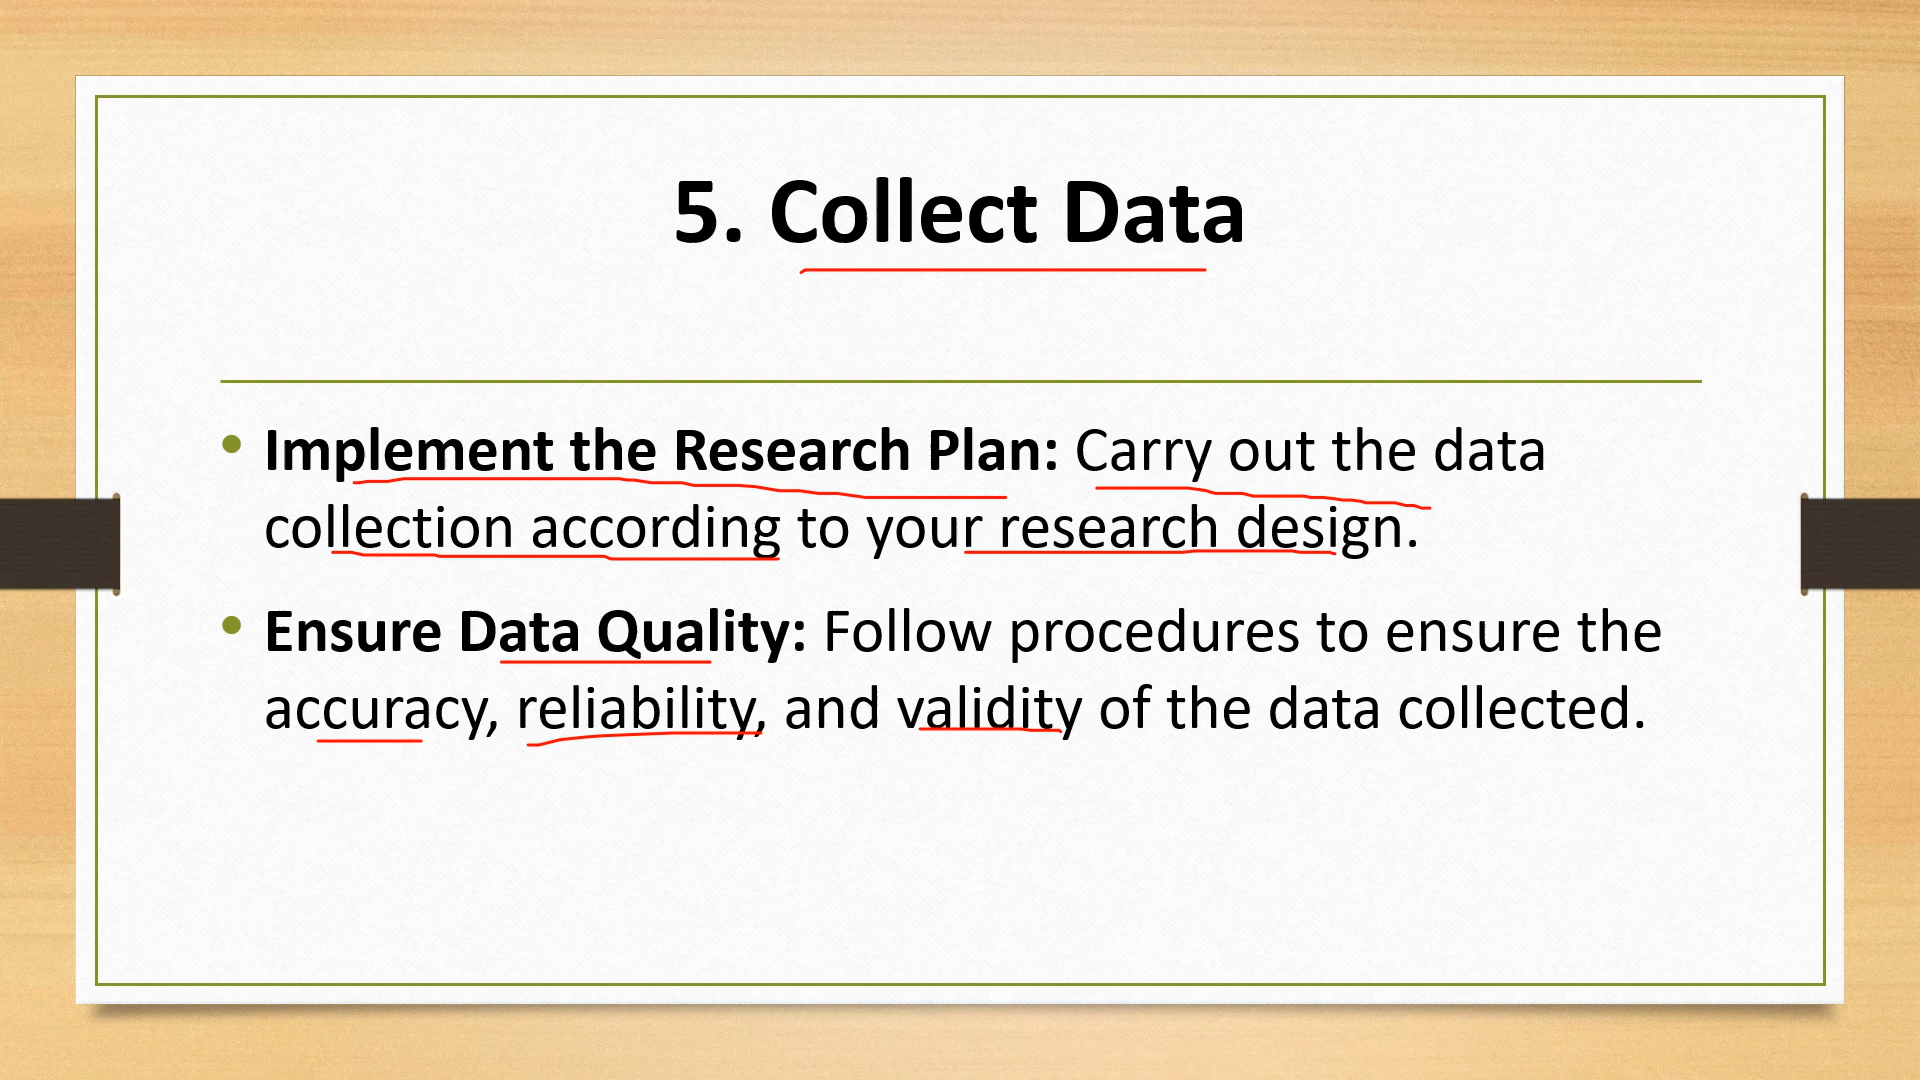 5. Collect Data
• Implement the Research Plan: Carry out the data
collection according to your research design.
• Ensure Data Quality: Follow procedures to ensure the
accuracy, reliability, and validity of the data collected.